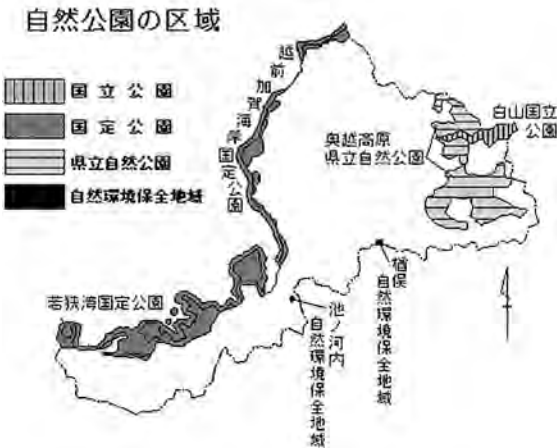 自然公園の区域
国立公園
国定公園
県立自然公園
自然環境保全地域
越前加賀海岸国定公園
白山国立
公園
奥越高原
県立自然公園
若狭湾国定公園
楢俣
自然環境保全地域
池ノ河内
自然環境保全地域